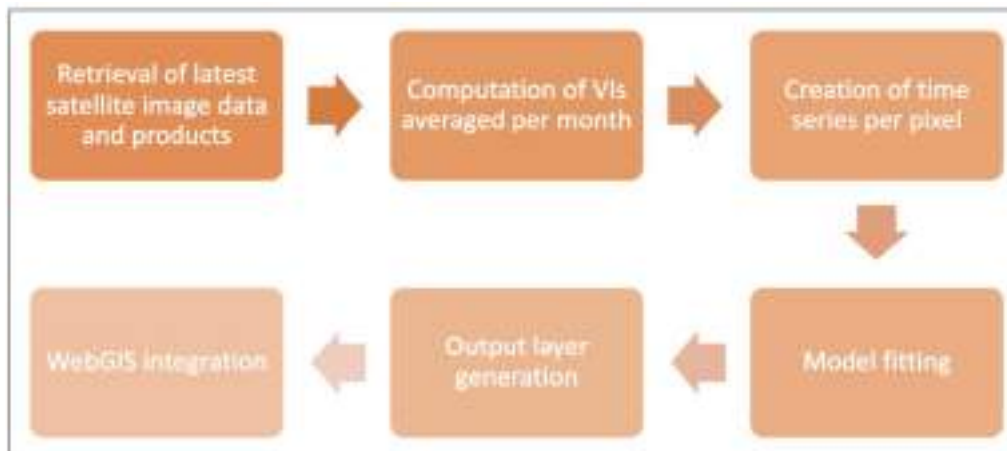 Retrieval of latest
satellite image data
and products
Computation of VIs
averaged per month
Creation of time
series per pixel
Model fitting
Output layer
generation
WebGIS integration